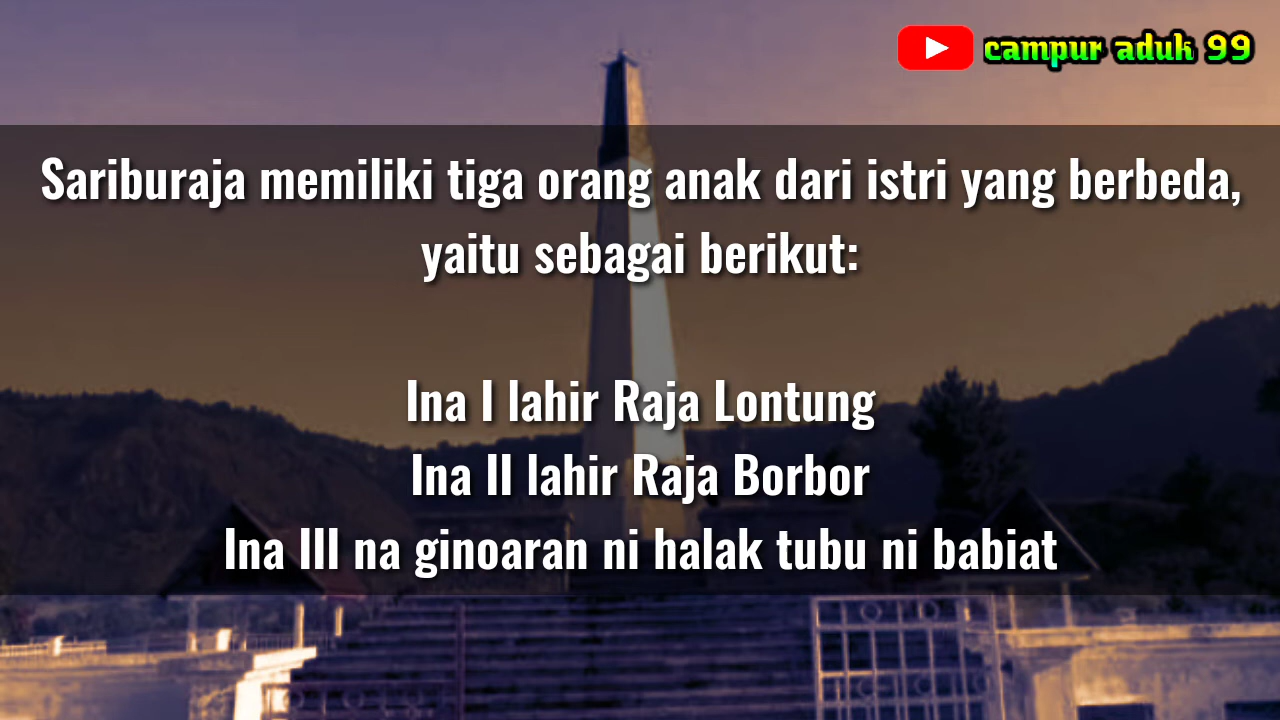 campur aduk 99
Sariburaja memiliki tiga orang anak dari istri yang berbeda,
yaitu sebagai berikut:
Ina I lahir Raja Lontung
Ina II lahir Raja Borbor
Ina III na ginoaran ni halak tubu ni babiat